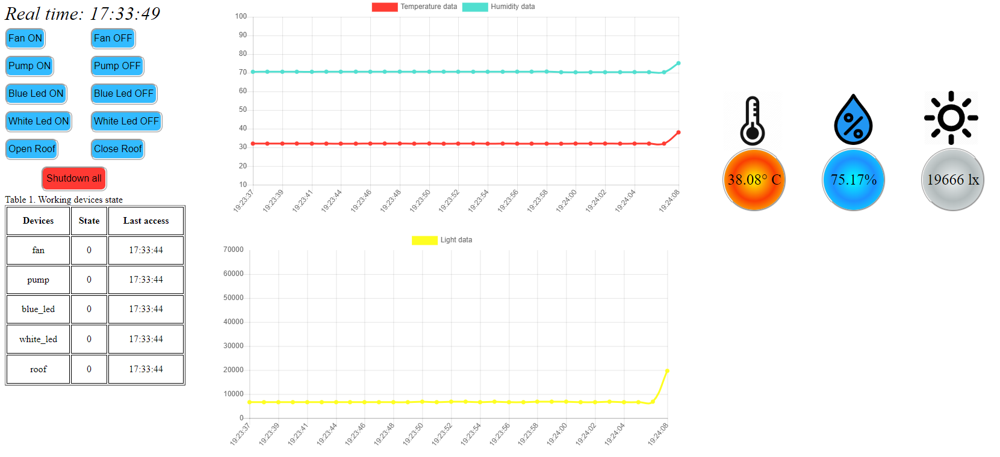 Real time: 17:33:49
Fan ON Fan OFF
Pump ON Pump OFF
Blue Led ON Blue Led OFF
White Led ON White Led OFF
Open Roof Close Roof
Shutdown all
Table 1. Working devices state
Devices State Last access
fan 0 17:33:44
pump 0 17:33:44
blue_led 0 17:33:44
white_led 0 17:33:44
roof 0 17:33:44
Temperature data Humidity data
100
90
80
70
60
50
40
30
20
10
19:23:37 19:23:39 19:23:41 19:23:44 19:23:46 19:23:48 19:23:50 19:23:52 19:23:54 19:23:56 19:23:58 19:24:00 19:24:02 19:24:04 19:24:08
Light data
70000
60000
50000
40000
30000
20000
10000
0
19:23:37 19:23:39 19:23:41 19:23:44 19:23:46 19:23:48 19:23:50 19:23:52 19:23:54 19:23:56 19:23:58 19:24:00 19:24:02 19:24:04 19:24:08
%
38.08° C 75.17% 19666 lx